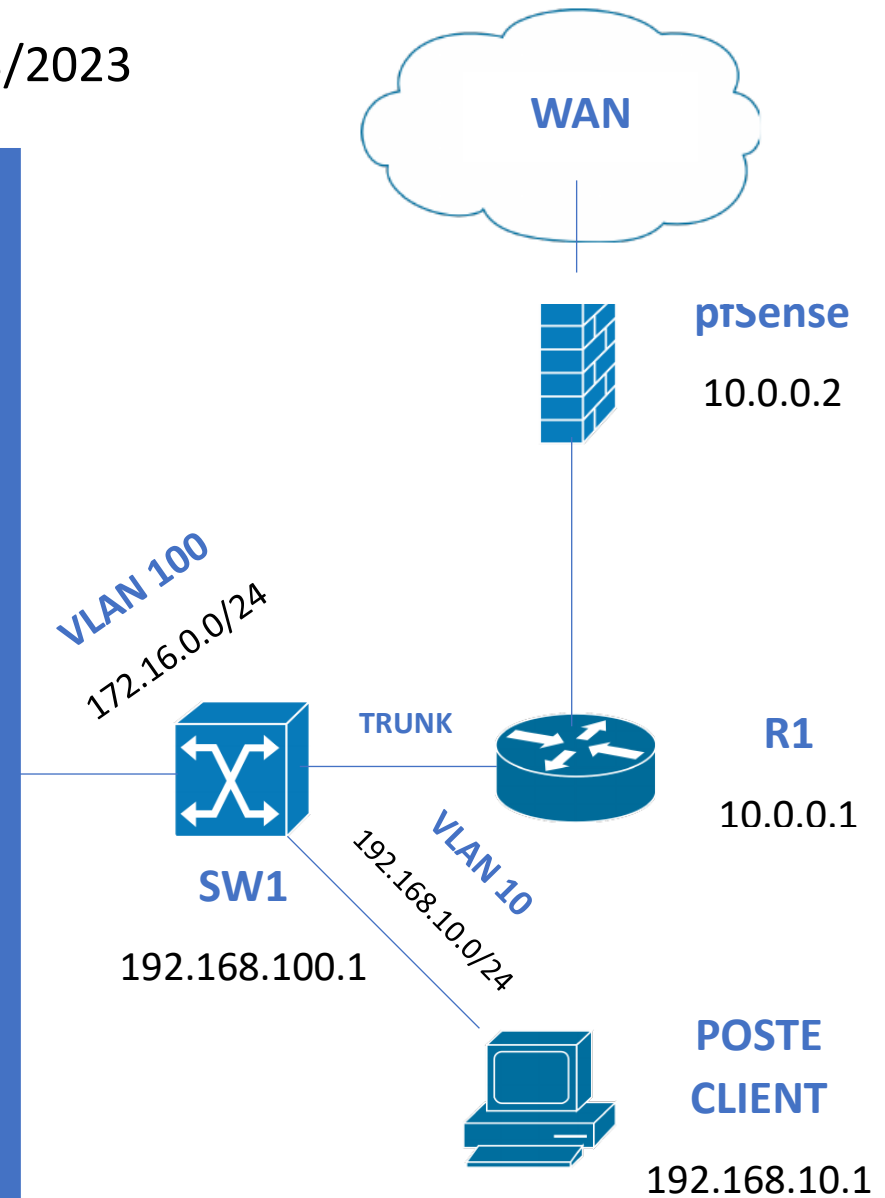 /2023
WAN
pfSense
10.0.0.2
VLAN 100
172.16.0.0/24
TRUNK
R1
10.0.0.1
VLAN 10
192.168.10.0/24
SW1
192.168.100.1
POSTE
CLIENT
192.168.10.1